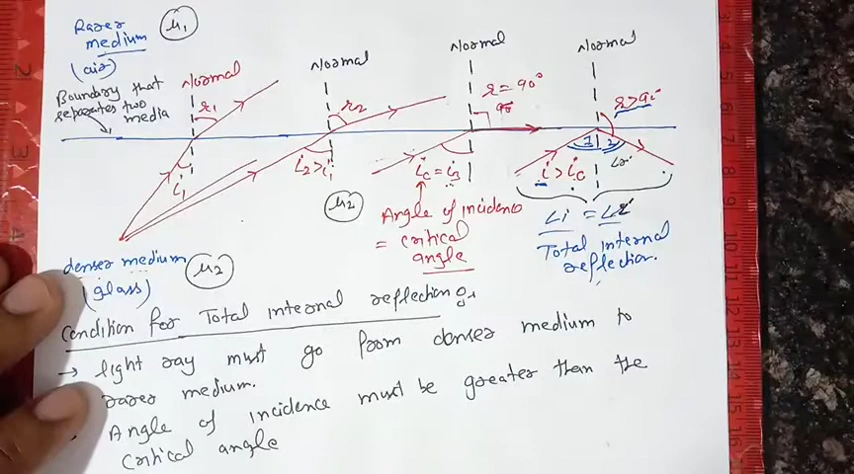 Rarer
medium
(air)
μ1
Boundary that
separates two
media
Normal
r1
i1
Normal
r2
i2>i1
Normal
r = 90°
ic = i3
Angle of incidence
= critical
angle
Normal
r>90°
1
2
i > ic
∠r
∠i = ∠r
Total internal
reflection.
μ2
denser medium
(glass)
μ2
Condition for Total internal reflection :
→ light ray must go from denser medium to
rarer medium.
Angle of incidence must be greater than the
critical angle